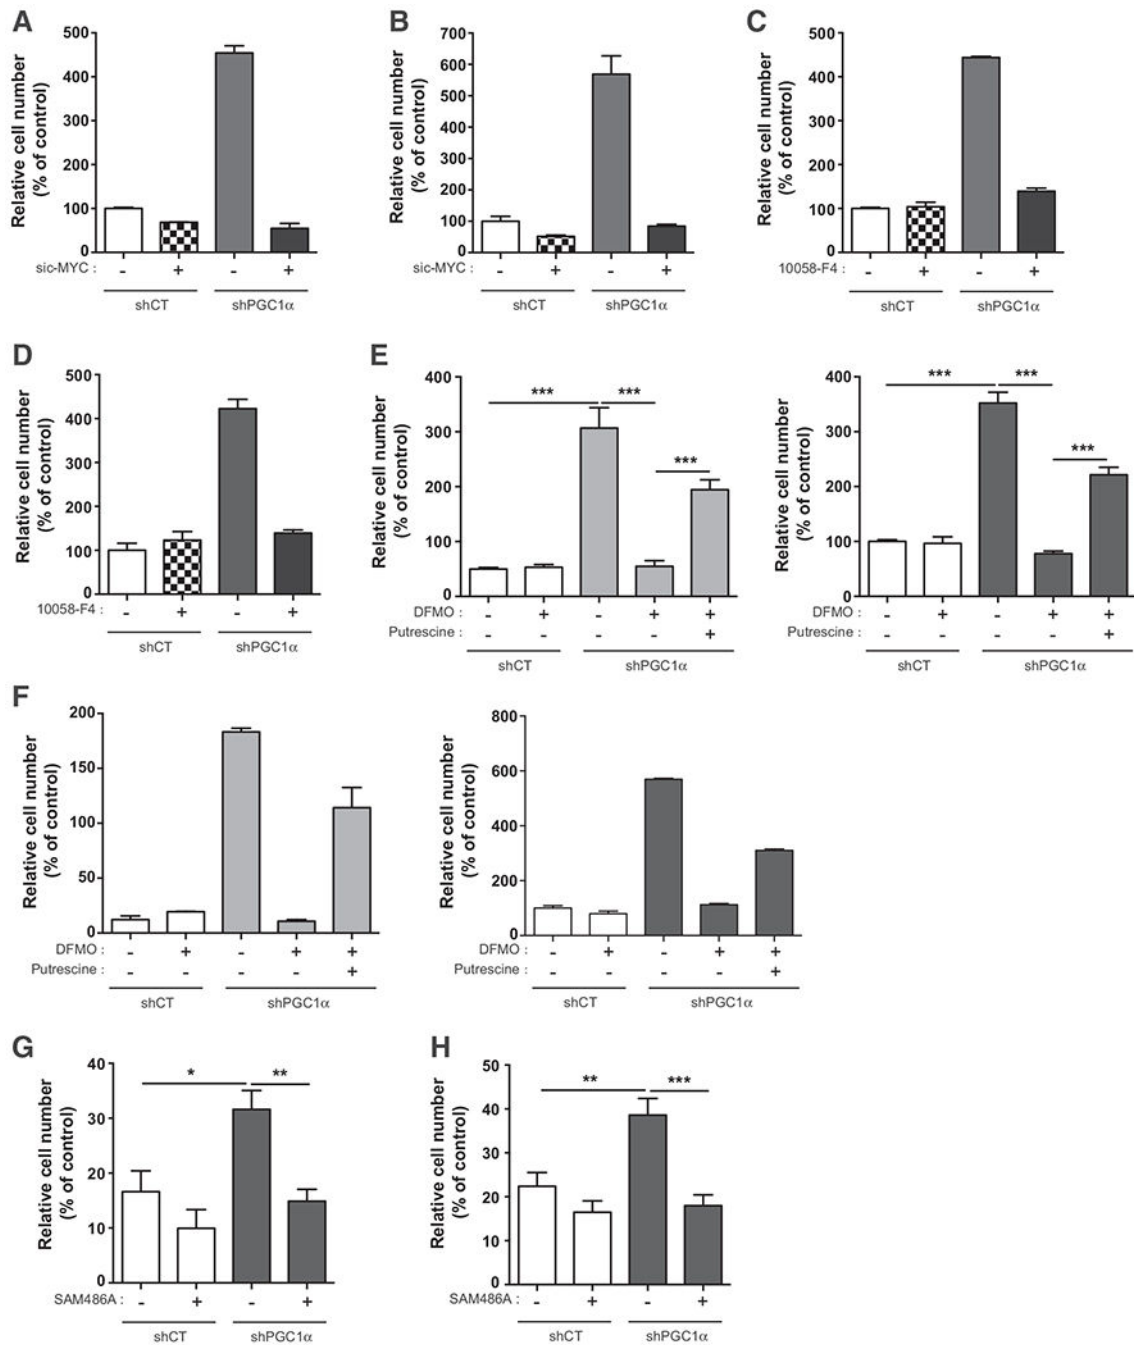 A
Relative cell number
(% of control)
500
400
300
200
100
0
sic-MYC :
- + - +
shCT shPGC1α
B
Relative cell number
(% of control)
700
600
500
400
300
200
100
0
sic-MYC :
- + - +
shCT shPGC1α
C
Relative cell number
(% of control)
500
400
300
200
100
0
10058-F4 :
- + - +
shCT shPGC1α
D
Relative cell number
(% of control)
500
400
300
200
100
0
10058-F4 :
- + - +
shCT shPGC1α
E
Relative cell number
(% of control)
400
300
200
100
0
*** ***
***
DFMO : - + - + +
Putrescine : - - - - +
shCT shPGC1α
Relative cell number
(% of control)
400
300
200
100
0
*** ***
***
DFMO : - + - + +
Putrescine : - - - - +
shCT shPGC1α
F
Relative cell number
(% of control)
200
150
100
50
0
DFMO : - + - + +
Putrescine : - - - - +
shCT shPGC1α
Relative cell number
(% of control)
800
600
400
200
0
DFMO : - + - + +
Putrescine : - - - - +
shCT shPGC1α
G
Relative cell number
(% of control)
40
30
20
10
0
* **
SAM486A : - + - +
shCT shPGC1α
H
Relative cell number
(% of control)
50
40
30
20
10
0
** ***
SAM486A : - + - +
shCT shPGC1α